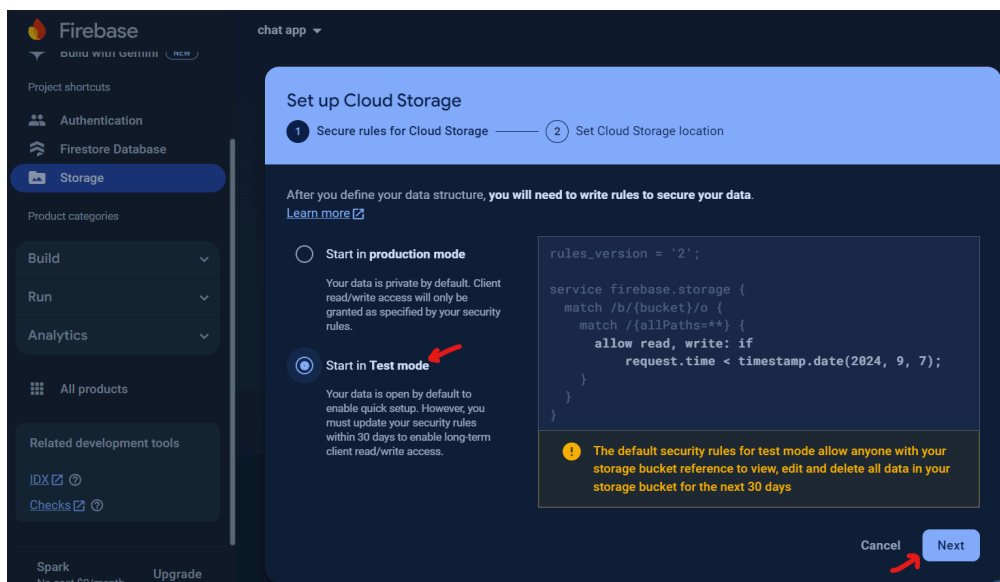 Firebase
chat app
Build with Gemini NEW
Project shortcuts
Authentication
Firestore Database
Storage
Product categories
Build
Run
Analytics
All products
Related development tools
IDX
Checks
Spark
No cost $0/month
Upgrade
Set up Cloud Storage
1 Secure rules for Cloud Storage
2 Set Cloud Storage location
After you define your data structure, you will need to write rules to secure your data.
Learn more
Start in production mode
Your data is private by default. Client
read/write access will only be
granted as specified by your security
rules.
Start in Test mode
Your data is open by default to
enable quick setup. However, you
must update your security rules
within 30 days to enable long-term
client read/write access.
rules_version = '2';
service firebase.storage {
match /b/{bucket}/o {
match /{allPaths=**} {
allow read, write: if
request.time < timestamp.date(2024, 9, 7);
}
}
}
! The default security rules for test mode allow anyone with your
storage bucket reference to view, edit and delete all data in your
storage bucket for the next 30 days
Cancel
Next